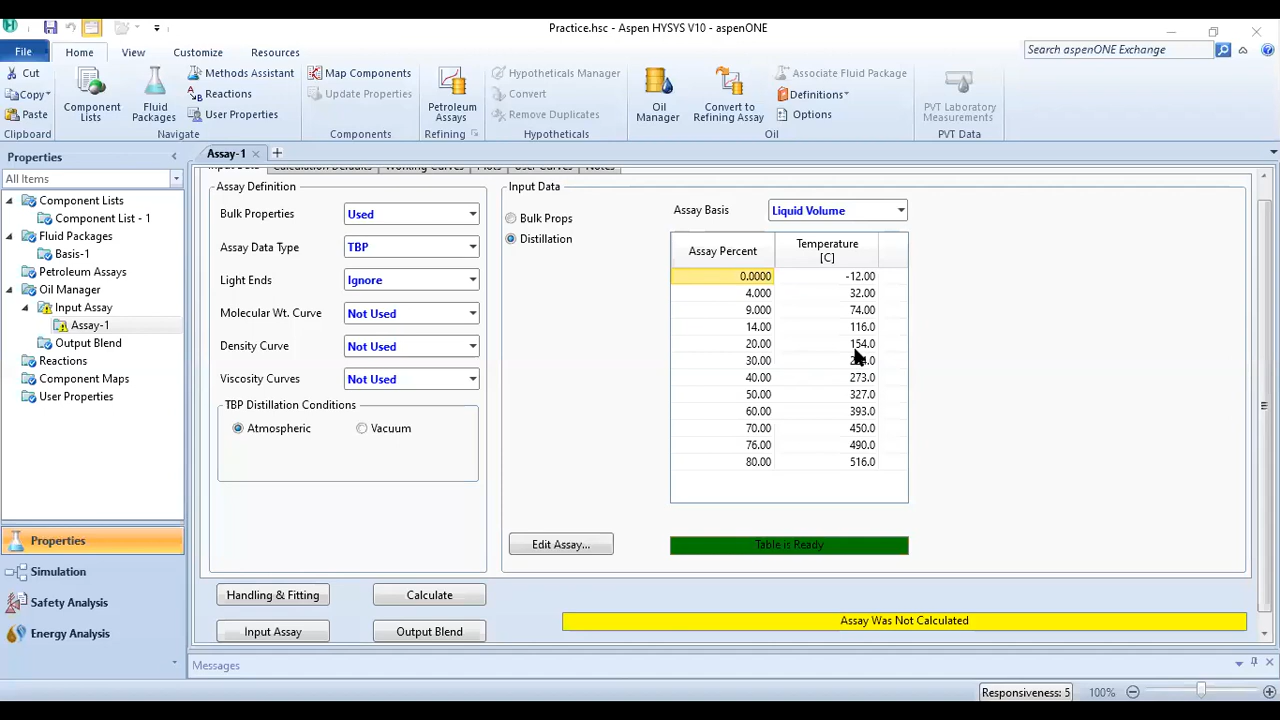 Practice.hsc - Aspen HYSYS V10 - aspenONE
File Home View Customize Resources
Search aspenONE Exchange
Cut
Copy
Paste
Clipboard
Component Lists
Fluid Packages
Methods Assistant
Reactions
User Properties
Navigate
Map Components
Update Properties
Components
Petroleum Assays
Refining
Hypotheticals Manager
Convert
Remove Duplicates
Hypotheticals
Oil Manager
Convert to Refining Assay
Associate Fluid Package
Definitions
Options
Oil
PVT Laboratory Measurements
PVT Data
Properties
All Items
Component Lists
Component List - 1
Fluid Packages
Basis-1
Petroleum Assays
Oil Manager
Input Assay
Assay-1
Output Blend
Reactions
Component Maps
User Properties
Properties
Simulation
Safety Analysis
Energy Analysis
Assay-1
Input Data Calculation Defaults Working Curves Plots User Curves Notes
Assay Definition
Bulk Properties Used
Assay Data Type TBP
Light Ends Ignore
Molecular Wt. Curve Not Used
Density Curve Not Used
Viscosity Curves Not Used
TBP Distillation Conditions
Atmospheric Vacuum
Input Data
Bulk Props
Distillation
Assay Basis Liquid Volume
Assay Percent Temperature [C]
0.0000 -12.00
4.000 32.00
9.000 74.00
14.00 116.0
20.00 154.0
30.00
40.00 273.0
50.00 327.0
60.00 393.0
70.00 450.0
76.00 490.0
80.00 516.0
Edit Assay...
Table is Ready
Handling & Fitting Calculate
Input Assay Output Blend
Assay Was Not Calculated
Messages
Responsiveness: 5 100%